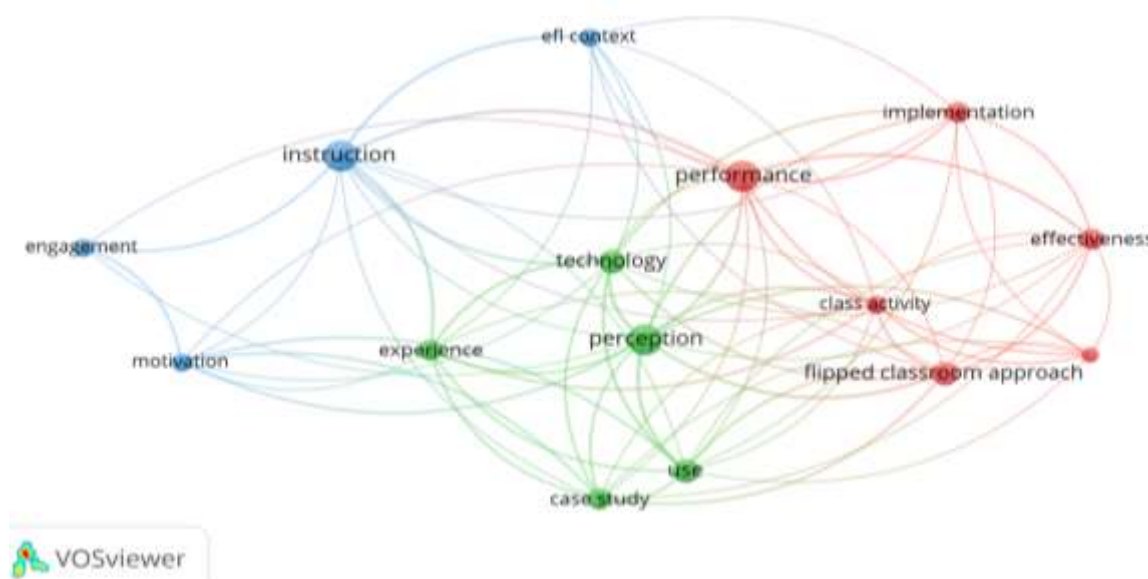 efl context
implementation
instruction
performance
engagement
effectiveness
technology
class activity
perception
experience
motivation
flipped classroom approach
use
case study
VOSviewer